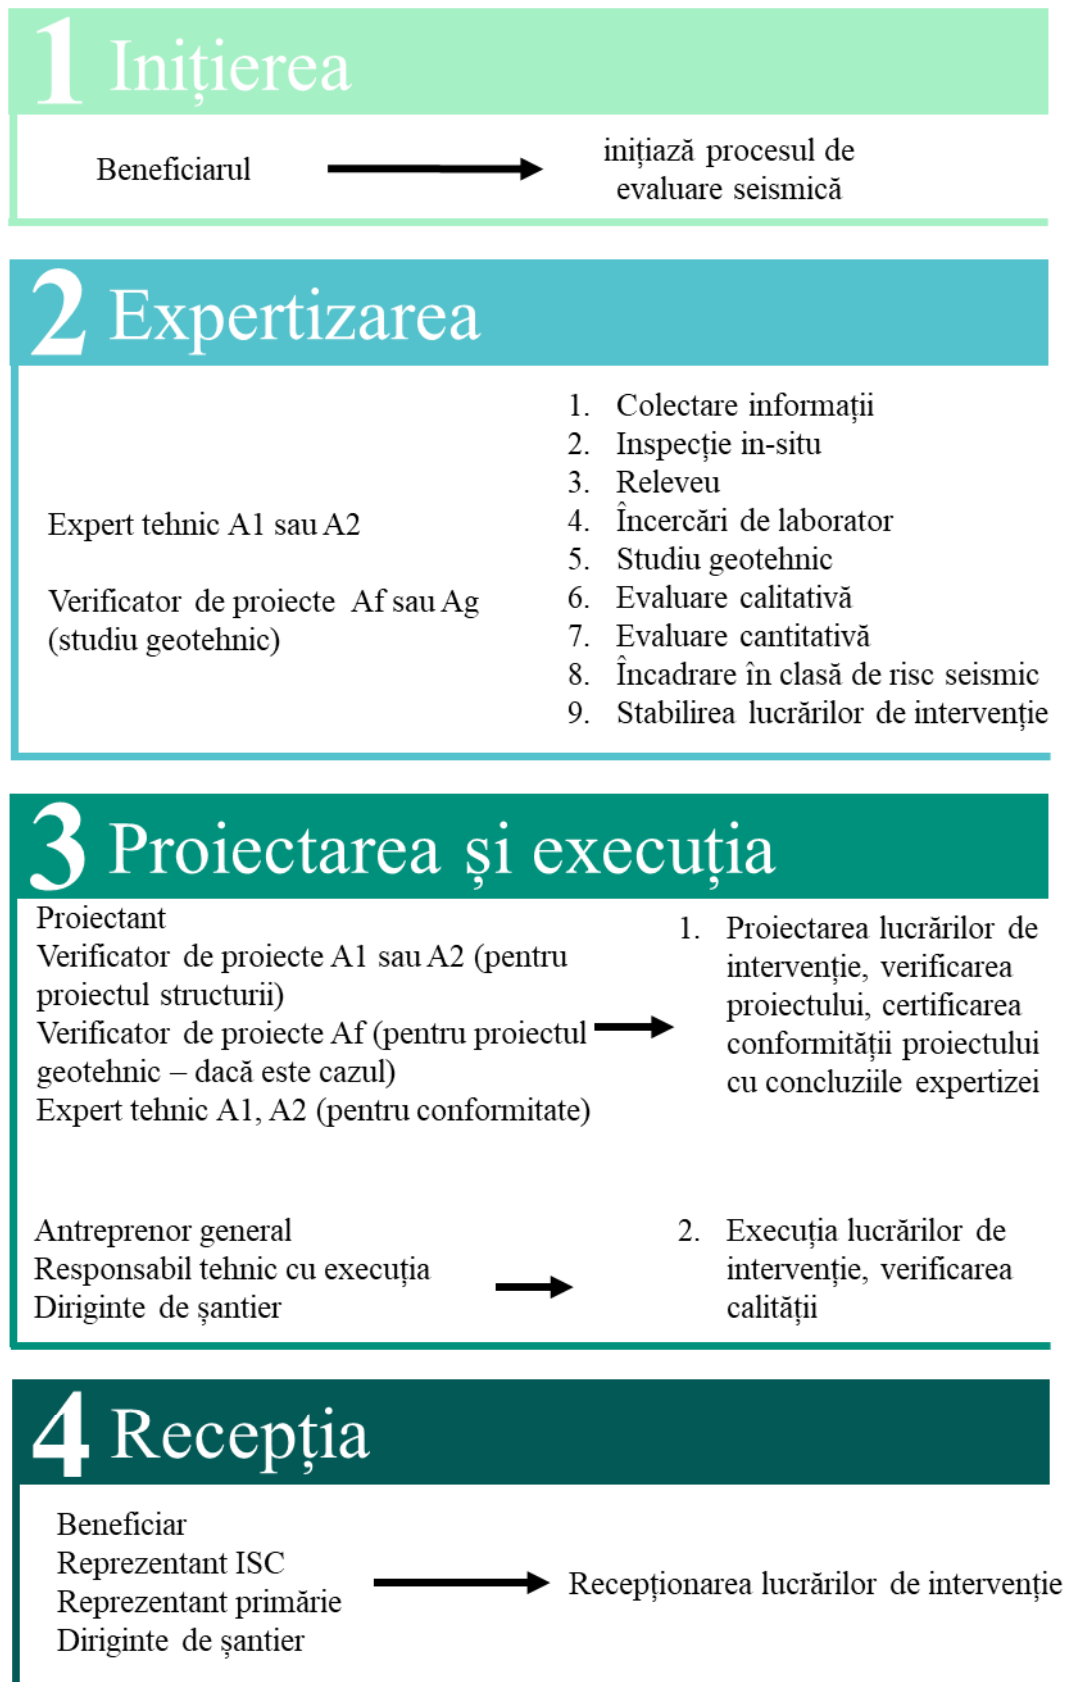 1 Inițierea
Beneficiarul
inițiază procesul de
evaluare seismică
2 Expertizarea
Expert tehnic A1 sau A2
Verificator de proiecte Af sau Ag
(studiu geotehnic)
1. Colectare informații
2. Inspecție in-situ
3. Releveu
4. Încercări de laborator
5. Studiu geotehnic
6. Evaluare calitativă
7. Evaluare cantitativă
8. Încadrare în clasă de risc seismic
9. Stabilirea lucrărilor de intervenție
3 Proiectarea și execuția
Proiectant
Verificator de proiecte A1 sau A2 (pentru
proiectul structurii)
Verificator de proiecte Af (pentru proiectul
geotehnic – dacă este cazul)
Expert tehnic A1, A2 (pentru conformitate)
1. Proiectarea lucrărilor de
intervenție, verificarea
proiectului, certificarea
conformității proiectului
cu concluziile expertizei
Antreprenor general
Responsabil tehnic cu execuția
Diriginte de șantier
2. Execuția lucrărilor de
intervenție, verificarea
calității
4 Recepția
Beneficiar
Reprezentant ISC
Reprezentant primărie
Diriginte de șantier
Recepționarea lucrărilor de intervenție